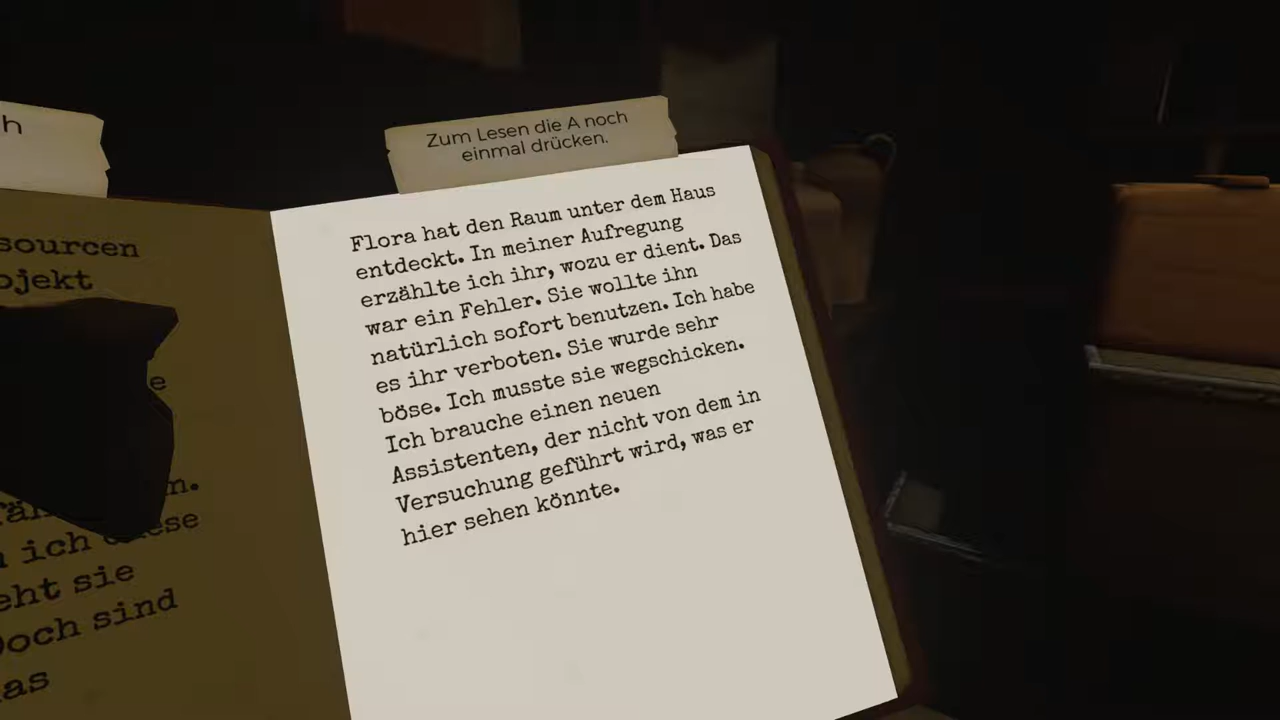 h
Zum Lesen die A noch
einmal drücken.
sourcen
ojekt
e
n.
ich
ese
eht sie
Doch sind
as
Flora hat den Raum unter dem Haus
entdeckt. In meiner Aufregung
erzählte ich ihr, wozu er dient. Das
war ein Fehler. Sie wollte ihn
natürlich sofort benutzen. Ich habe
es ihr verboten. Sie wurde sehr
böse. Ich musste sie wegschicken.
Ich brauche einen neuen
Assistenten, der nicht von dem in
Versuchung geführt wird, was er
hier sehen könnte.